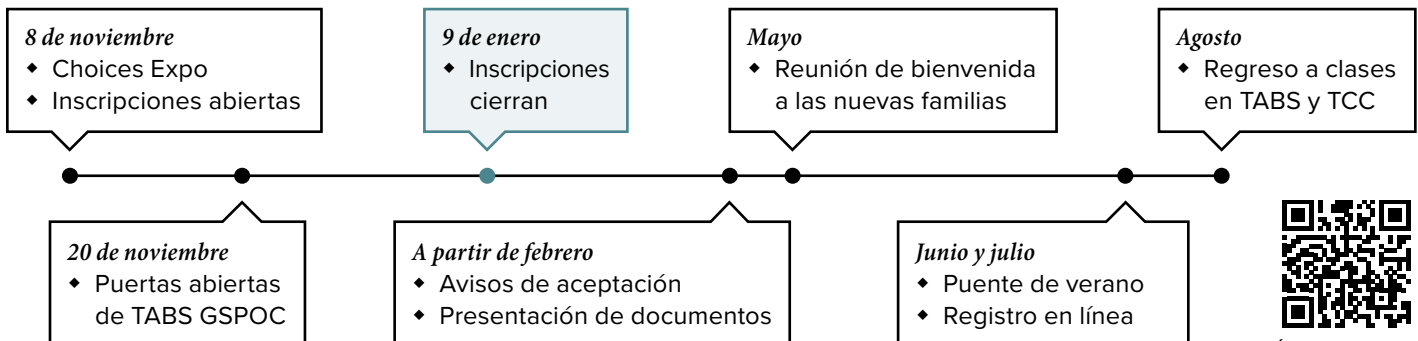 8 de noviembre
◆ Choices Expo
◆ Inscripciones abiertas
9 de enero
◆ Inscripciones
cierran
Mayo
◆ Reunión de bienvenida
a las nuevas familias
Agosto
◆ Regreso a clases
en TABS y TCC
20 de noviembre
◆ Puertas abiertas
de TABS GSPOC
A partir de febrero
◆ Avisos de aceptación
◆ Presentación de documentos
Junio y julio
◆ Puente de verano
◆ Registro en línea